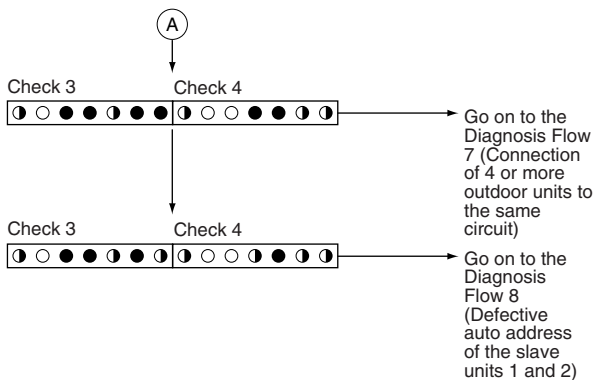 A
Check 3 Check 4
Go on to the
Diagnosis Flow
7 (Connection
of 4 or more
outdoor units to
the same
circuit)
Check 3 Check 4
Go on to the
Diagnosis
Flow 8
(Defective
auto address
of the slave
units 1 and 2)